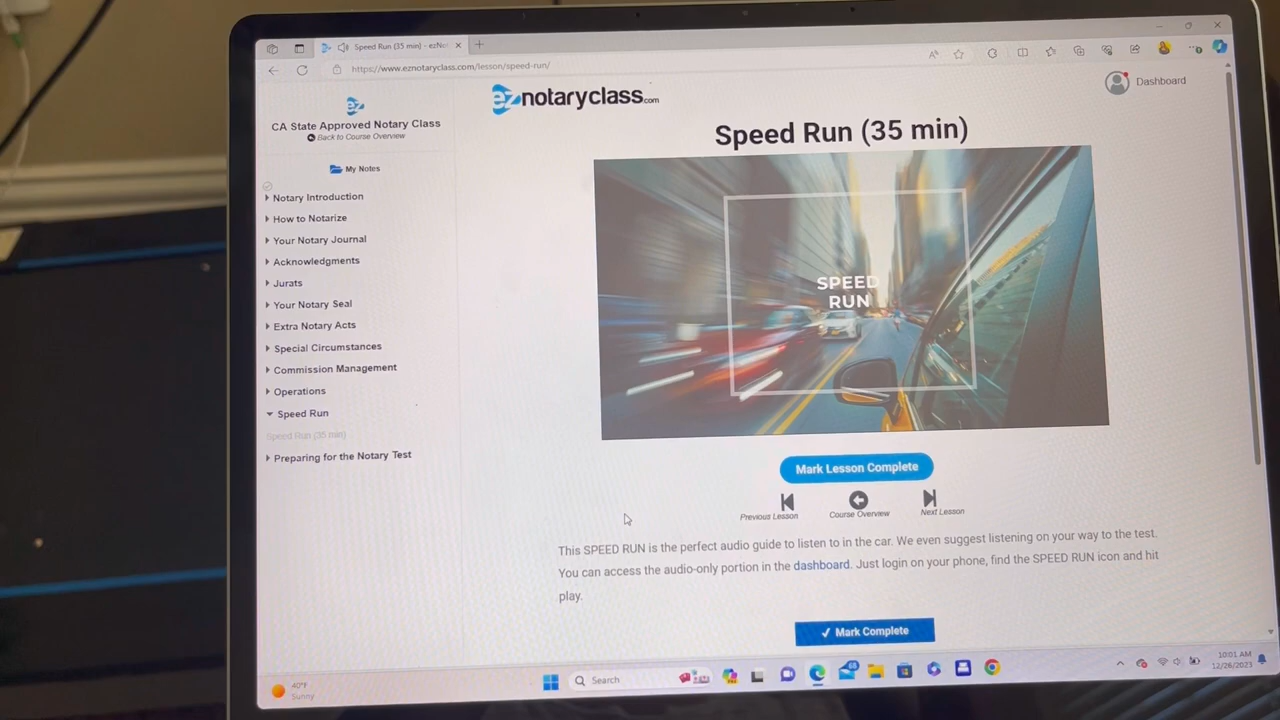 Speed Run (35 min) - ezNo
https://www.eznotaryclass.com/lesson/speed-run/
ez
CA State Approved Notary Class
Back to Course Overview
My Notes
Notary Introduction
How to Notarize
Your Notary Journal
Acknowledgments
Jurats
Your Notary Seal
Extra Notary Acts
Special Circumstances
Commission Management
Operations
Speed Run
Speed Run (35 min)
Preparing for the Notary Test
eznotaryclass.com
Dashboard
Speed Run (35 min)
SPEED
RUN
Mark Lesson Complete
Previous Lesson
Course Overview
Next Lesson
This SPEED RUN is the perfect audio guide to listen to in the car. We even suggest listening on your way to the test.
You can access the audio-only portion in the dashboard. Just login on your phone, find the SPEED RUN icon and hit
play.
✓ Mark Complete
40°F
Sunny
Search
10:01 AM
12/26/2023